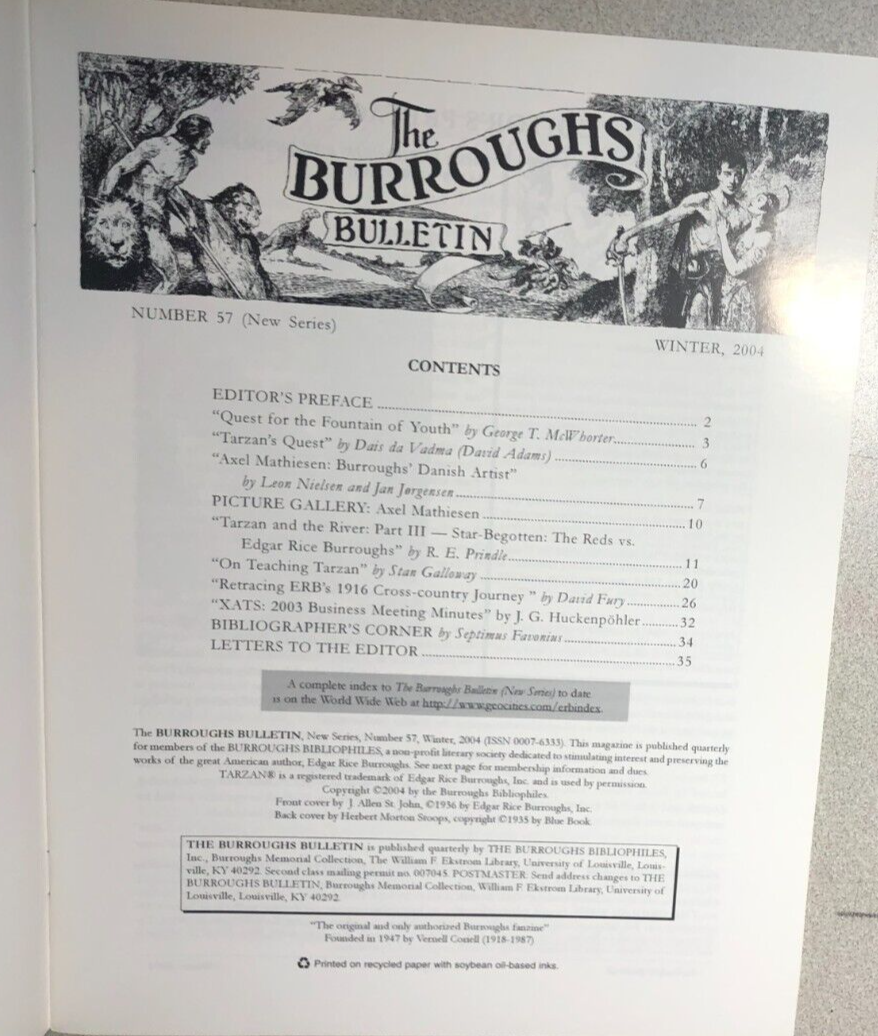 The
BURROUGHS
BULLETIN
NUMBER 57 (New Series)
WINTER, 2004
CONTENTS
EDITOR'S PREFACE ........ 2
"Quest for the Fountain of Youth" by George T. McWhorter........ 3
"Tarzan's Quest" by Dais da Vadma (David Adams) ........ 6
"Axel Mathiesen: Burroughs' Danish Artist"
by Leon Nielsen and Jan Jørgensen ........ 7
PICTURE GALLERY: Axel Mathiesen ........ 10
"Tarzan and the River: Part III — Star-Begotten: The Reds vs.
Edgar Rice Burroughs" by R. E. Prindle........ 11
"On Teaching Tarzan" by Stan Galloway ........ 20
"Retracing ERB's 1916 Cross-country Journey " by David Fury........ 26
"XATS: 2003 Business Meeting Minutes" by J. G. Huckenpöhler........ 32
BIBLIOGRAPHER'S CORNER by Septimus Favonius ........ 34
LETTERS TO THE EDITOR ........ 35
A complete index to The Burroughs Bulletin (New Series) to date
is on the World Wide Web at http://www.geocities.com/erbindex.
The BURROUGHS BULLETIN, New Series, Number 57, Winter, 2004 (ISSN 0007-6333). This magazine is published quarterly
for members of the BURROUGHS BIBLIOPHILES, a non-profit literary society dedicated to stimulating interest and preserving the
works of the great American author, Edgar Rice Burroughs. See next page for membership information and dues.
TARZAN® is a registered trademark of Edgar Rice Burroughs, Inc. and is used by permission.
Copyright ©2004 by the Burroughs Bibliophiles.
Front cover by J. Allen St. John, ©1936 by Edgar Rice Burroughs, Inc.
Back cover by Herbert Morton Stoops, copyright ©1935 by Blue Book.
THE BURROUGHS BULLETIN is published quarterly by THE BURROUGHS BIBLIOPHILES,
Inc., Burroughs Memorial Collection, The William F. Ekstrom Library, University of Louisville, Louis-
ville, KY 40292. Second class mailing permit no. 007045. POSTMASTER: Send address changes to THE
BURROUGHS BULLETIN, Burroughs Memorial Collection, William F. Ekstrom Library, University of
Louisville, Louisville, KY 40292.
"The original and only authorized Burroughs fanzine"
Founded in 1947 by Vernell Coriell (1918-1987)
Printed on recycled paper with soybean oil-based inks.